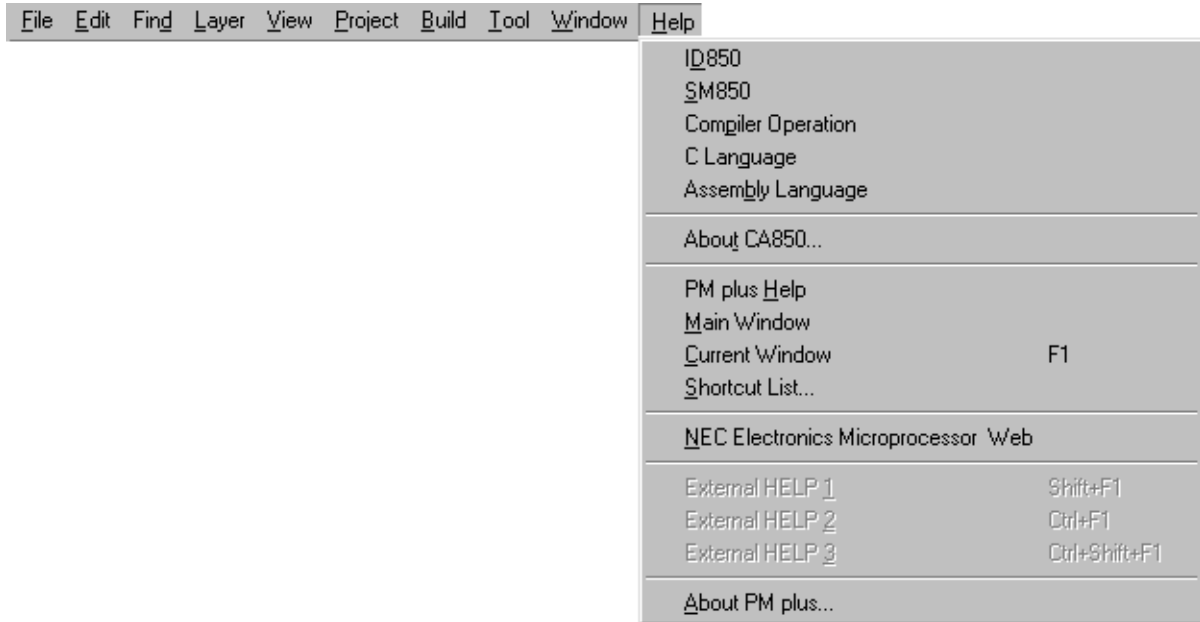 File Edit Find Layer View Project Build Tool Window Help
ID850
SM850
Compiler Operation
C Language
Assembly Language
About CA850...
PM plus Help
Main Window
Current Window F1
Shortcut List...
NEC Electronics Microprocessor Web
External HELP 1 Shift+F1
External HELP 2 Ctrl+F1
External HELP 3 Ctrl+Shift+F1
About PM plus...